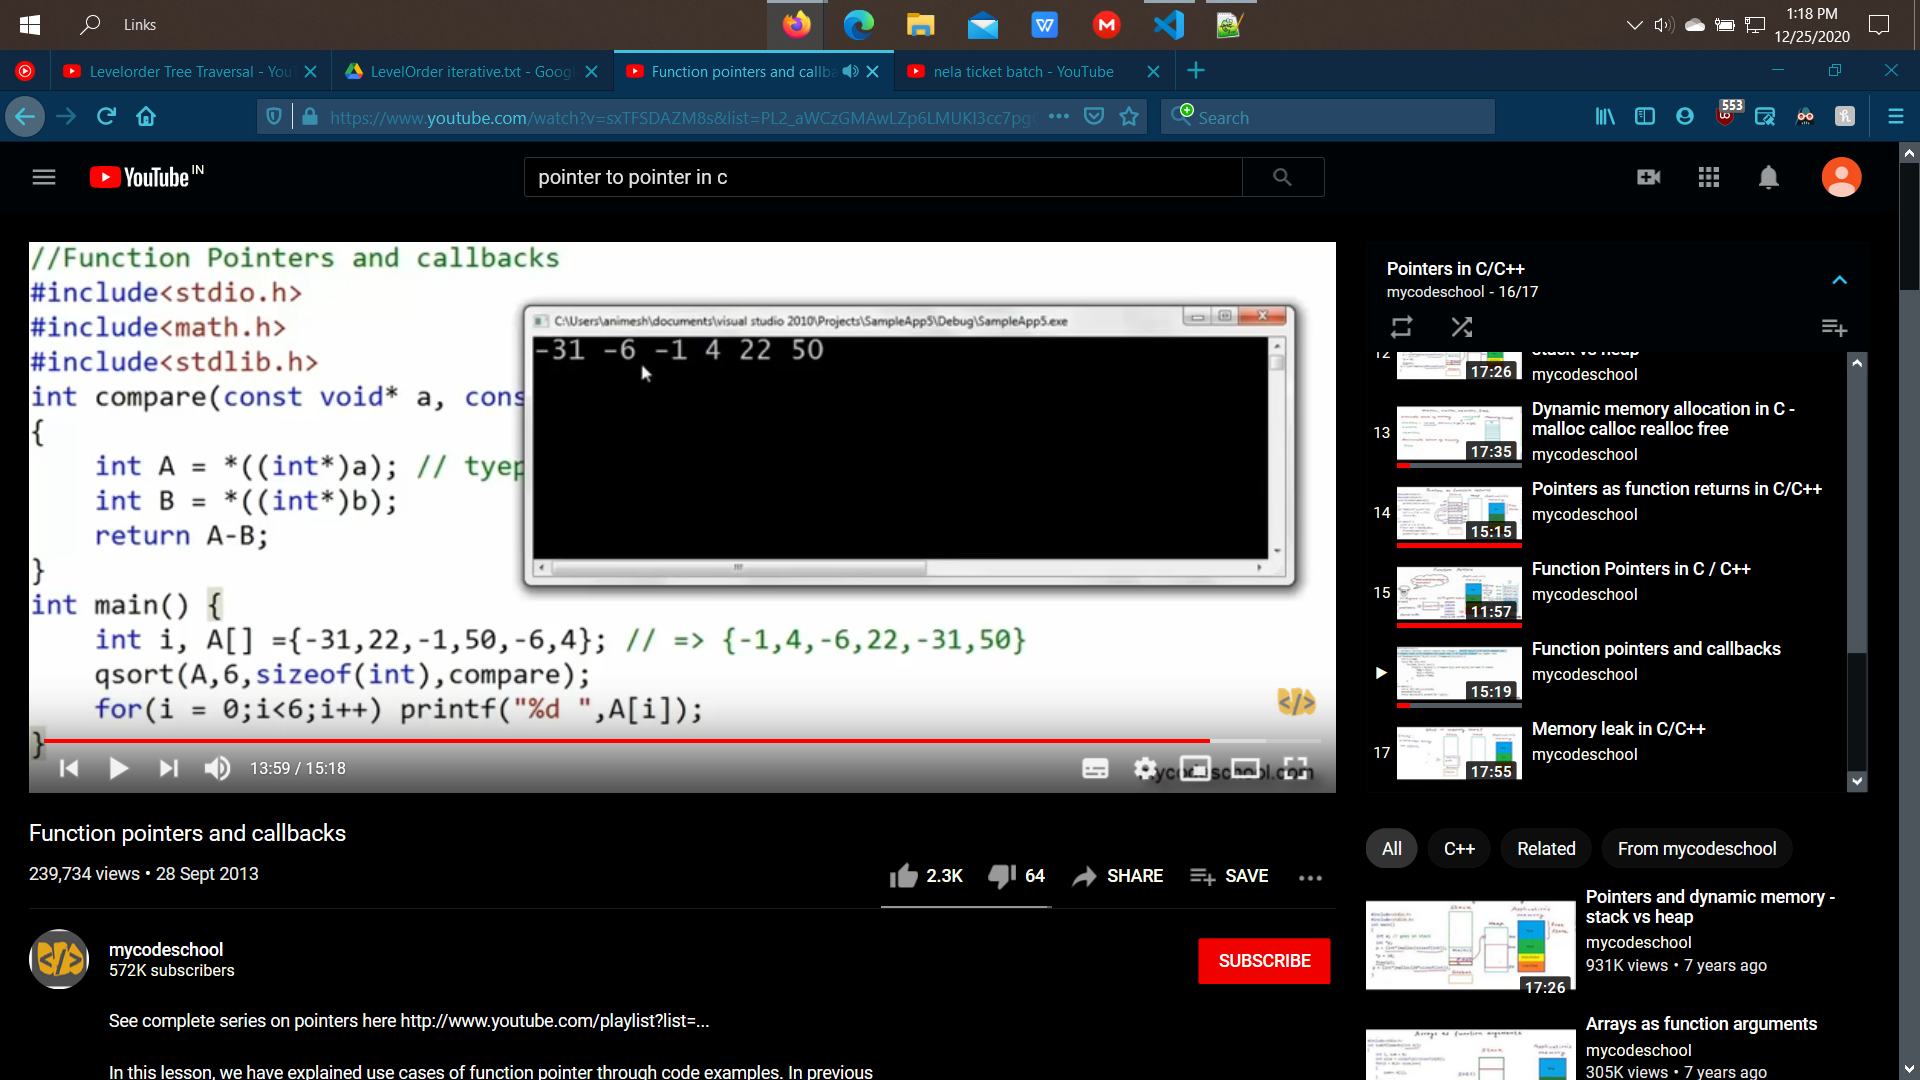 Links
1:18 PM
12/25/2020
Levelorder Tree Traversal - You
LevelOrder iterative.txt - Goog
Function pointers and callba
nela ticket batch - YouTube
https://www.youtube.com/watch?v=sxTFSDAZM8s&list=PL2_aWCzGMAwLZp6LMUKI3cc7pg
Search
553
YouTube IN
pointer to pointer in c
//Function Pointers and callbacks
#include<stdio.h>
#include<math.h>
#include<stdlib.h>
int compare(const void* a, cons
{
int A = *((int*)a); // tyep
int B = *((int*)b);
return A-B;
}
int main() {
int i, A[] ={-31,22,-1,50,-6,4}; // => {-1,4,-6,22,-31,50}
qsort(A,6,sizeof(int),compare);
for(i = 0;i<6;i++) printf("%d ",A[i]);
}
C:\Users\animesh\documents\visual studio 2010\Projects\SampleApp5\Debug\SampleApp5.exe
-31 -6 -1 4 22 50
13:59 / 15:18
mycodeschool.com
Pointers in C/C++
mycodeschool - 16/17
12
stack vs heap
17:26
mycodeschool
13
Dynamic memory allocation in C -
malloc calloc realloc free
17:35
mycodeschool
14
Pointers as function returns in C/C++
15:15
mycodeschool
15
Function Pointers in C / C++
11:57
mycodeschool
Function pointers and callbacks
15:19
mycodeschool
17
Memory leak in C/C++
17:55
mycodeschool
Function pointers and callbacks
239,734 views • 28 Sept 2013
2.3K
64
SHARE
SAVE
mycodeschool
572K subscribers
SUBSCRIBE
See complete series on pointers here http://www.youtube.com/playlist?list=...
In this lesson, we have explained use cases of function pointer through code examples. In previous
All
C++
Related
From mycodeschool
Pointers and dynamic memory -
stack vs heap
mycodeschool
931K views • 7 years ago
17:26
Arrays as function arguments
mycodeschool
305K views • 7 years ago